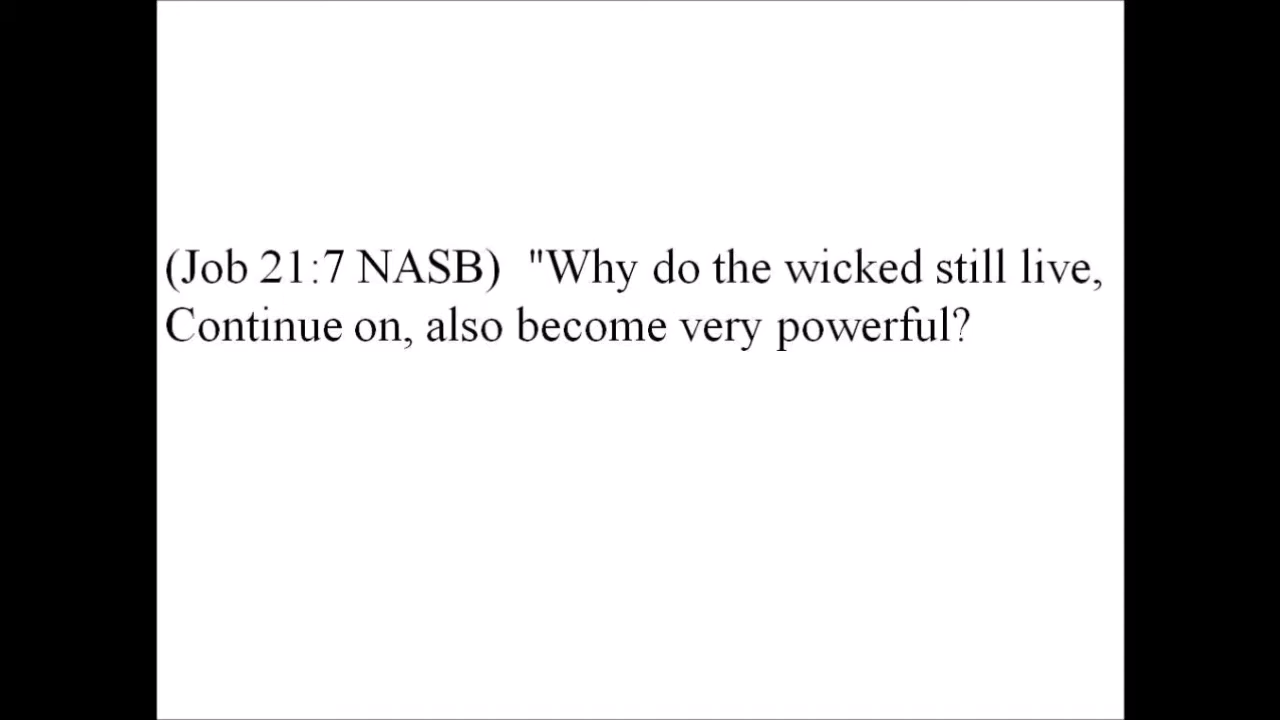 (Job 21:7 NASB)  "Why do the wicked still live,
Continue on, also become very powerful?